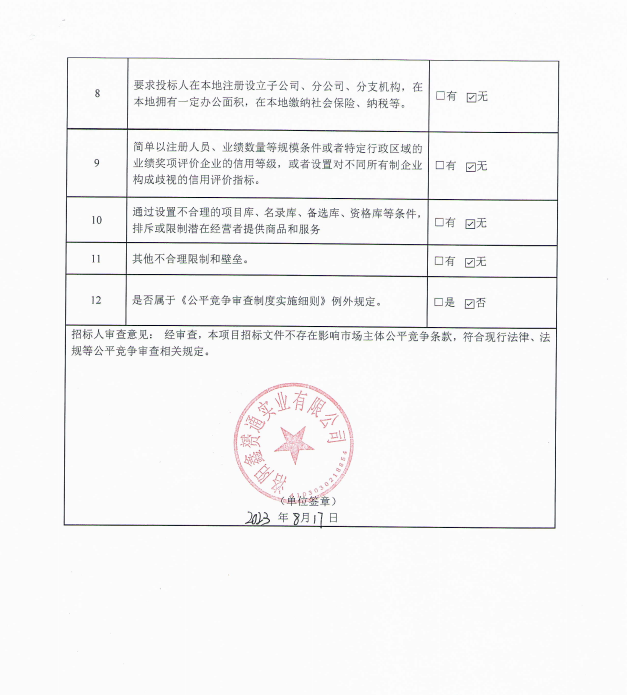 8
要求投标人在本地注册设立子公司、分公司、分支机构，在
本地拥有一定办公面积，在本地缴纳社会保险、纳税等。
□有 ☑无
9
简单以注册人员、业绩数量等规模条件或者特定行政区域的
业绩奖项评价企业的信用等级，或者设置对不同所有制企业
构成歧视的信用评价指标。
□有 ☑无
10
通过设置不合理的项目库、名录库、备选库、资格库等条件，
排斥或限制潜在经营者提供商品和服务
□有 ☑无
11
其他不合理限制和壁垒。
□有 ☑无
12
是否属于《公平竞争审查制度实施细则》例外规定。
□是 ☑否
招标人审查意见： 经审查，本项目招标文件不存在影响市场主体公平竞争条款，符合现行法律、法
规等公平竞争审查相关规定。
洛阳鑫贯通实业有限公司
（单位签章）
2023 年 8月17日